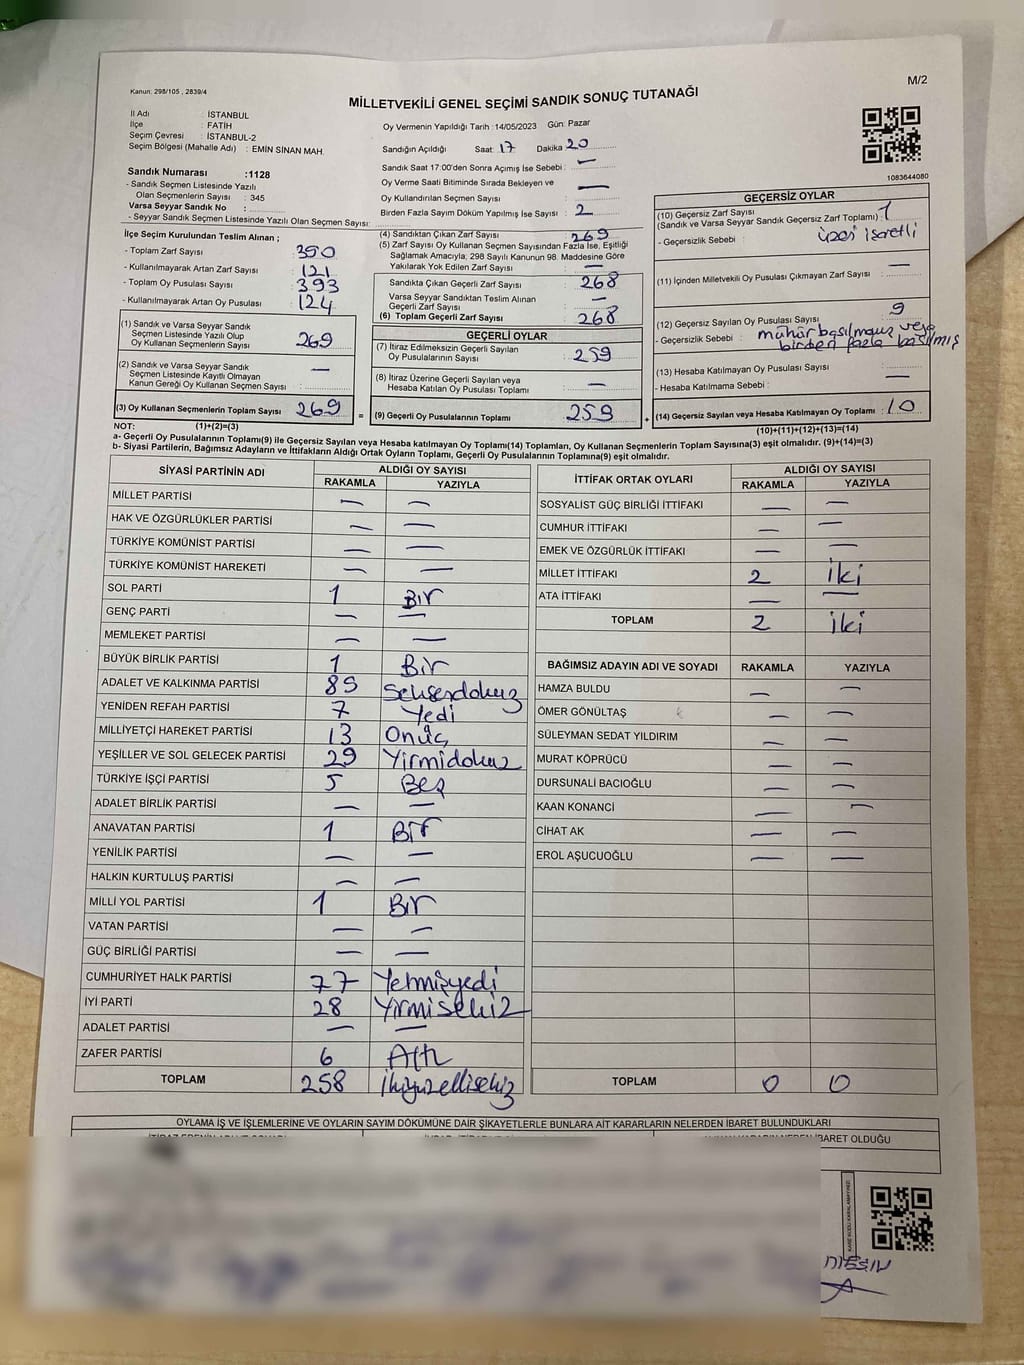 Kanun: 298/105 , 2839/4
M/2
MİLLETVEKİLİ GENEL SEÇİMİ SANDIK SONUÇ TUTANAĞI
İl Adı : İSTANBUL
İlçe : FATİH
Seçim Çevresi : İSTANBUL-2
Seçim Bölgesi (Mahalle Adı) : EMİN SİNAN MAH.
Sandık Numarası :1128
- Sandık Seçmen Listesinde Yazılı
Olan Seçmenlerin Sayısı : 345
Varsa Seyyar Sandık No :
- Seyyar Sandık Seçmen Listesinde Yazılı Olan Seçmen Sayısı:
Oy Vermenin Yapıldığı Tarih : 14/05/2023 Gün: Pazar
Sandığın Açıldığı Saat: 17 Dakika 20
Sandık Saat 17:00'den Sonra Açımış İse Sebebi : —
Oy Verme Saati Bitiminde Sırada Bekleyen ve
Oy Kullandırılan Seçmen Sayısı : —
Birden Fazla Sayım Döküm Yapılmış İse Sayısı : 2
1083644080
İlçe Seçim Kurulundan Teslim Alınan ;
- Toplam Zarf Sayısı : 390
- Kullanılmayarak Artan Zarf Sayısı : 121
- Toplam Oy Pusulası Sayısı : 393
- Kullanılmayarak Artan Oy Pusulası : 124
(1) Sandık ve Varsa Seyyar Sandık
Seçmen Listesinde Yazılı Olup
Oy Kullanan Seçmenlerin Sayısı : 269
(2) Sandık ve Varsa Seyyar Sandık
Seçmen Listesinde Kayıtlı Olmayan
Kanun Gereği Oy Kullanan Seçmen Sayısı : —
(3) Oy Kullanan Seçmenlerin Toplam Sayısı : 269 =
(4) Sandıktan Çıkan Zarf Sayısı : 269
(5) Zarf Sayısı Oy Kullanan Seçmen Sayısından Fazla İse, Eşitliği
Sağlamak Amacıyla, 298 Sayılı Kanunun 98. Maddesine Göre
Yakılarak Yok Edilen Zarf Sayısı : —
Sandıkta Çıkan Geçerli Zarf Sayısı : 268
Varsa Seyyar Sandıktan Teslim Alınan
Geçerli Zarf Sayısı : —
(6) Toplam Geçerli Zarf Sayısı : 268
GEÇERLİ OYLAR
(7) İtiraz Edilmeksizin Geçerli Sayılan
Oy Pusulalarının Sayısı : 259
(8) İtiraz Üzerine Geçerli Sayılan veya
Hesaba Katılan Oy Pusulası Toplamı : —
(9) Geçerli Oy Pusulalarının Toplamı : 259 +
GEÇERSİZ OYLAR
(10) Geçersiz Zarf Sayısı
(Sandık ve Varsa Seyyar Sandık Geçersiz Zarf Toplamı) : 1
- Geçersizlik Sebebi : üzeri işaretli
(11) İçinden Milletvekili Oy Pusulası Çıkmayan Zarf Sayısı : —
(12) Geçersiz Sayılan Oy Pusulası Sayısı : 9
- Geçersizlik Sebebi : mühür basılmamış veya
birden fazla basılmış
(13) Hesaba Katılmayan Oy Pusulası Sayısı : —
- Hesaba Katılmama Sebebi :
(14) Geçersiz Sayılan veya Hesaba Katılmayan Oy Toplamı : 10
NOT: (1)+(2)=(3) (10)+(11)+(12)+(13)=(14)
a- Geçerli Oy Pusulalarının Toplamı(9) ile Geçersiz Sayılan veya Hesaba katılmayan Oy Toplamı(14) Toplamları, Oy Kullanan Seçmenlerin Toplam Sayısına(3) eşit olmalıdır. (9)+(14)=(3)
b- Siyasi Partilerin, Bağımsız Adayların ve İttifakların Aldığı Ortak Oyların Toplamı, Geçerli Oy Pusulalarının Toplamına(9) eşit olmalıdır.
SİYASİ PARTİNİN ADI ALDIĞI OY SAYISI
RAKAMLA YAZIYLA
MİLLET PARTİSİ — —
HAK VE ÖZGÜRLÜKLER PARTİSİ — —
TÜRKİYE KOMÜNİST PARTİSİ — —
TÜRKİYE KOMÜNİST HAREKETİ — —
SOL PARTİ 1 Bir
GENÇ PARTİ — —
MEMLEKET PARTİSİ — —
BÜYÜK BİRLİK PARTİSİ 1 Bir
ADALET VE KALKINMA PARTİSİ 89 Seksendokuz
YENİDEN REFAH PARTİSİ 7 Yedi
MİLLİYETÇİ HAREKET PARTİSİ 13 Onüç
YEŞİLLER VE SOL GELECEK PARTİSİ 29 Yirmidokuz
TÜRKİYE İŞÇİ PARTİSİ 5 Beş
ADALET BİRLİK PARTİSİ — —
ANAVATAN PARTİSİ 1 Bir
YENİLİK PARTİSİ — —
HALKIN KURTULUŞ PARTİSİ — —
MİLLİ YOL PARTİSİ 1 Bir
VATAN PARTİSİ — —
GÜÇ BİRLİĞİ PARTİSİ — —
CUMHURİYET HALK PARTİSİ 77 Yetmişyedi
İYİ PARTİ 28 Yirmisekiz
ADALET PARTİSİ — —
ZAFER PARTİSİ 6 Altı
TOPLAM 258 İkiyüzellisekiz
İTTİFAK ORTAK OYLARI ALDIĞI OY SAYISI
RAKAMLA YAZIYLA
SOSYALİST GÜÇ BİRLİĞİ İTTİFAKI — —
CUMHUR İTTİFAKI — —
EMEK VE ÖZGÜRLÜK İTTİFAKI — —
MİLLET İTTİFAKI 2 İki
ATA İTTİFAKI — —
TOPLAM 2 İki
BAĞIMSIZ ADAYIN ADI VE SOYADI RAKAMLA YAZIYLA
HAMZA BULDU — —
ÖMER GÖNÜLTAŞ — —
SÜLEYMAN SEDAT YILDIRIM — —
MURAT KÖPRÜCÜ — —
DURSUNALİ BACIOĞLU — —
KAAN KONANCİ — —
CİHAT AK — —
EROL AŞUCUOĞLU — —
TOPLAM 0 0
OYLAMA İŞ VE İŞLEMLERİNE VE OYLARIN SAYIM DÖKÜMÜNE DAİR ŞİKAYETLERLE BUNLARA AİT KARARLARIN NELERDEN İBARET BULUNDUKLARI
İBARET OLDUĞU